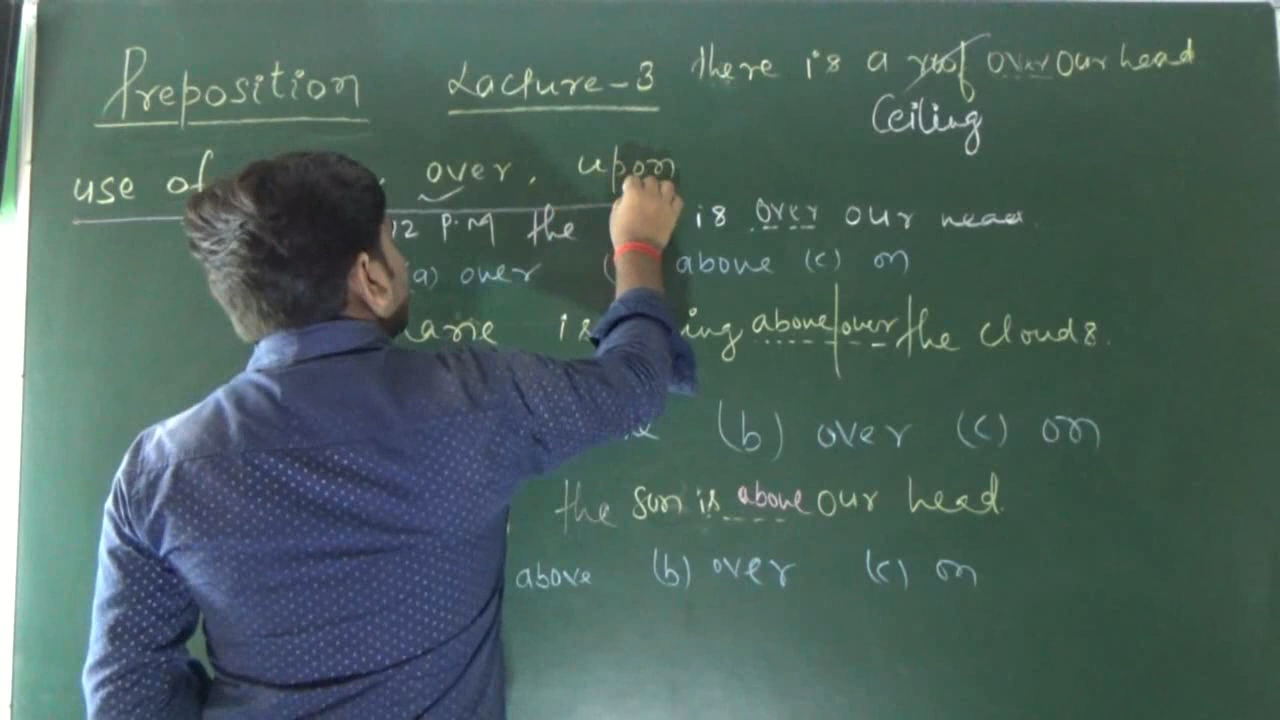 Preposition Lacture-3 there is a roof over our head
Ceiling
use of , over, upon
12 P.M the is over our head.
(a) over above (c) on
is above/over the clouds.
(b) over (c) on
the sun is above our head.
above (b) over (c) on